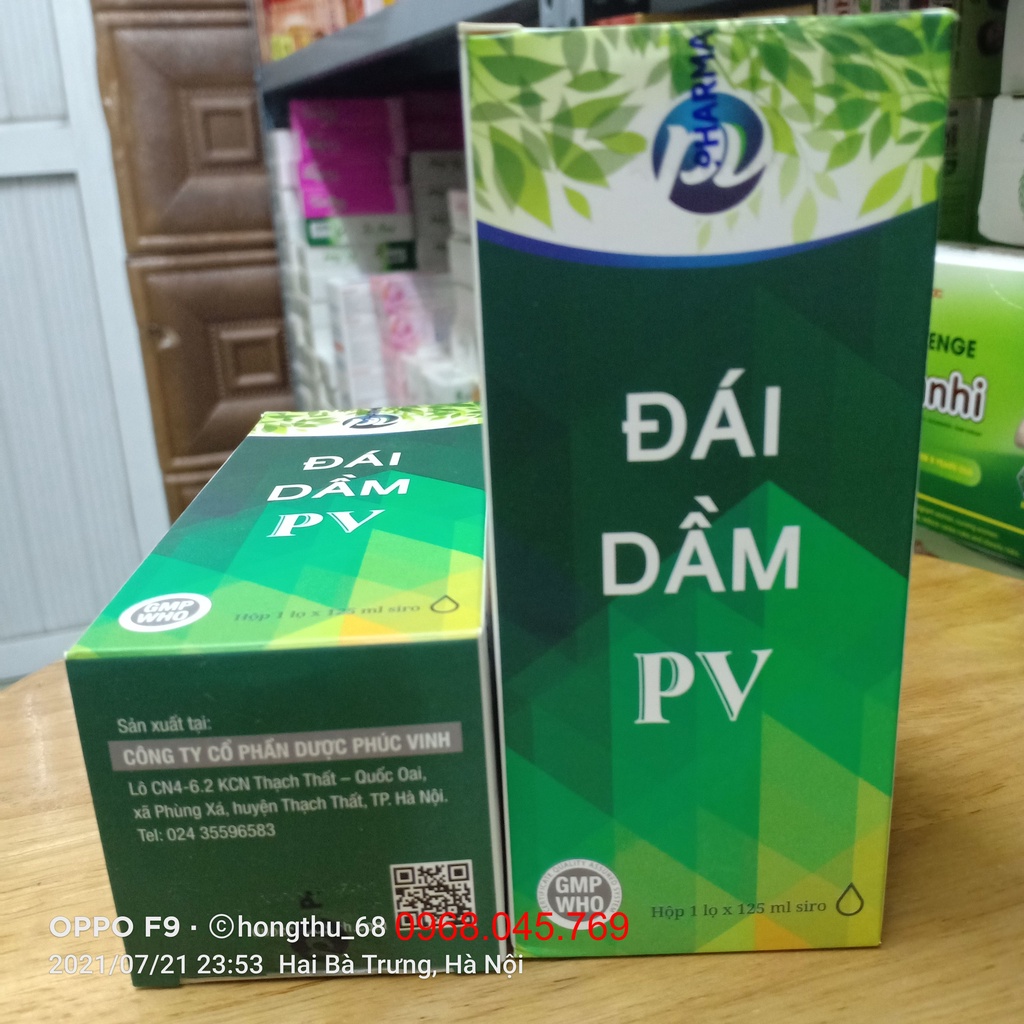 PHARMA
ĐÁI
DẦM
PV
GMP
WHO
Hộp 1 lọ x 125 ml siro
ĐÁI
DẦM
PV
GMP
WHO
Hộp 1 lọ x 125 ml siro
Sản xuất tại:
CÔNG TY CỔ PHẦN DƯỢC PHÚC VINH
Lô CN4-6.2 KCN Thạch Thất – Quốc Oai,
xã Phùng Xá, huyện Thạch Thất, TP. Hà Nội.
Tel: 024 35596583
ENGE
nhi
OPPO F9 · ©hongthu_68 0968.045.769
2021/07/21 23:53 Hai Bà Trưng, Hà Nội